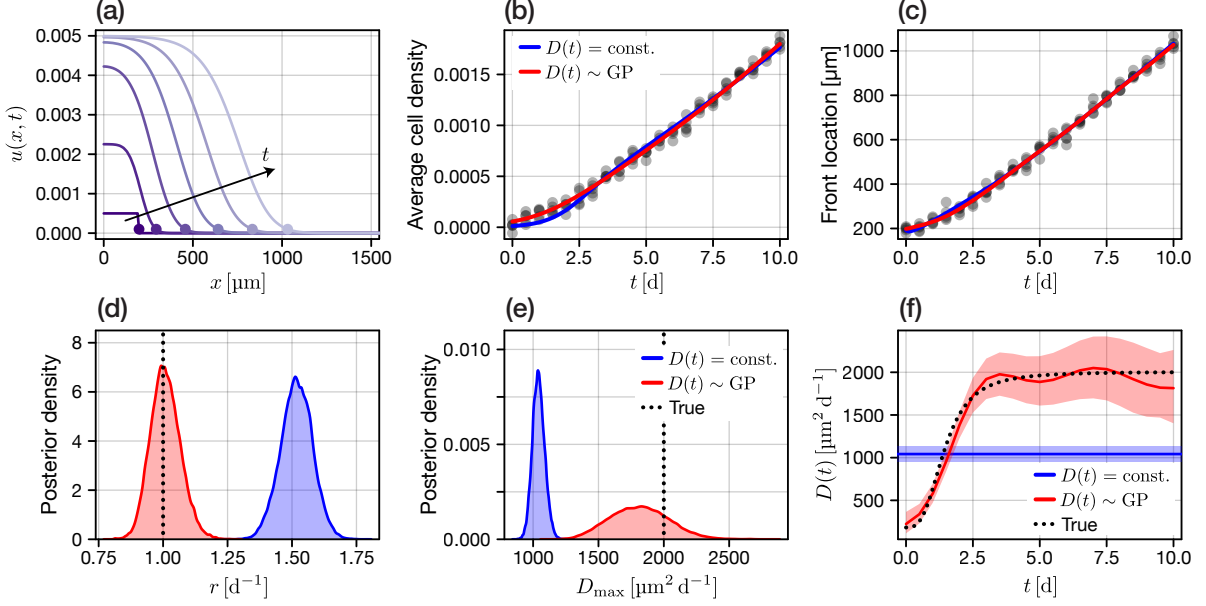 (a)
0.005
0.004
0.003
0.002
0.001
0.000
u(x, t)
t
0
500
1000
1500
x [µm]
(b)
D(t) = const.
D(t) ∼ GP
0.0015
0.0010
0.0005
0.0000
Average cell density
0.0
2.5
5.0
7.5
10.0
t [d]
(c)
1000
800
600
400
200
Front location [µm]
0.0
2.5
5.0
7.5
10.0
t [d]
(d)
8
6
4
2
0
Posterior density
0.75
1.00
1.25
1.50
1.75
r [d⁻¹]
(e)
D(t) = const.
D(t) ∼ GP
True
0.010
0.005
0.000
Posterior density
1000
1500
2000
2500
Dₘₐₓ [µm² d⁻¹]
(f)
2000
1500
1000
500
D(t) [µm² d⁻¹]
D(t) = const.
D(t) ∼ GP
True
0.0
2.5
5.0
7.5
10.0
t [d]